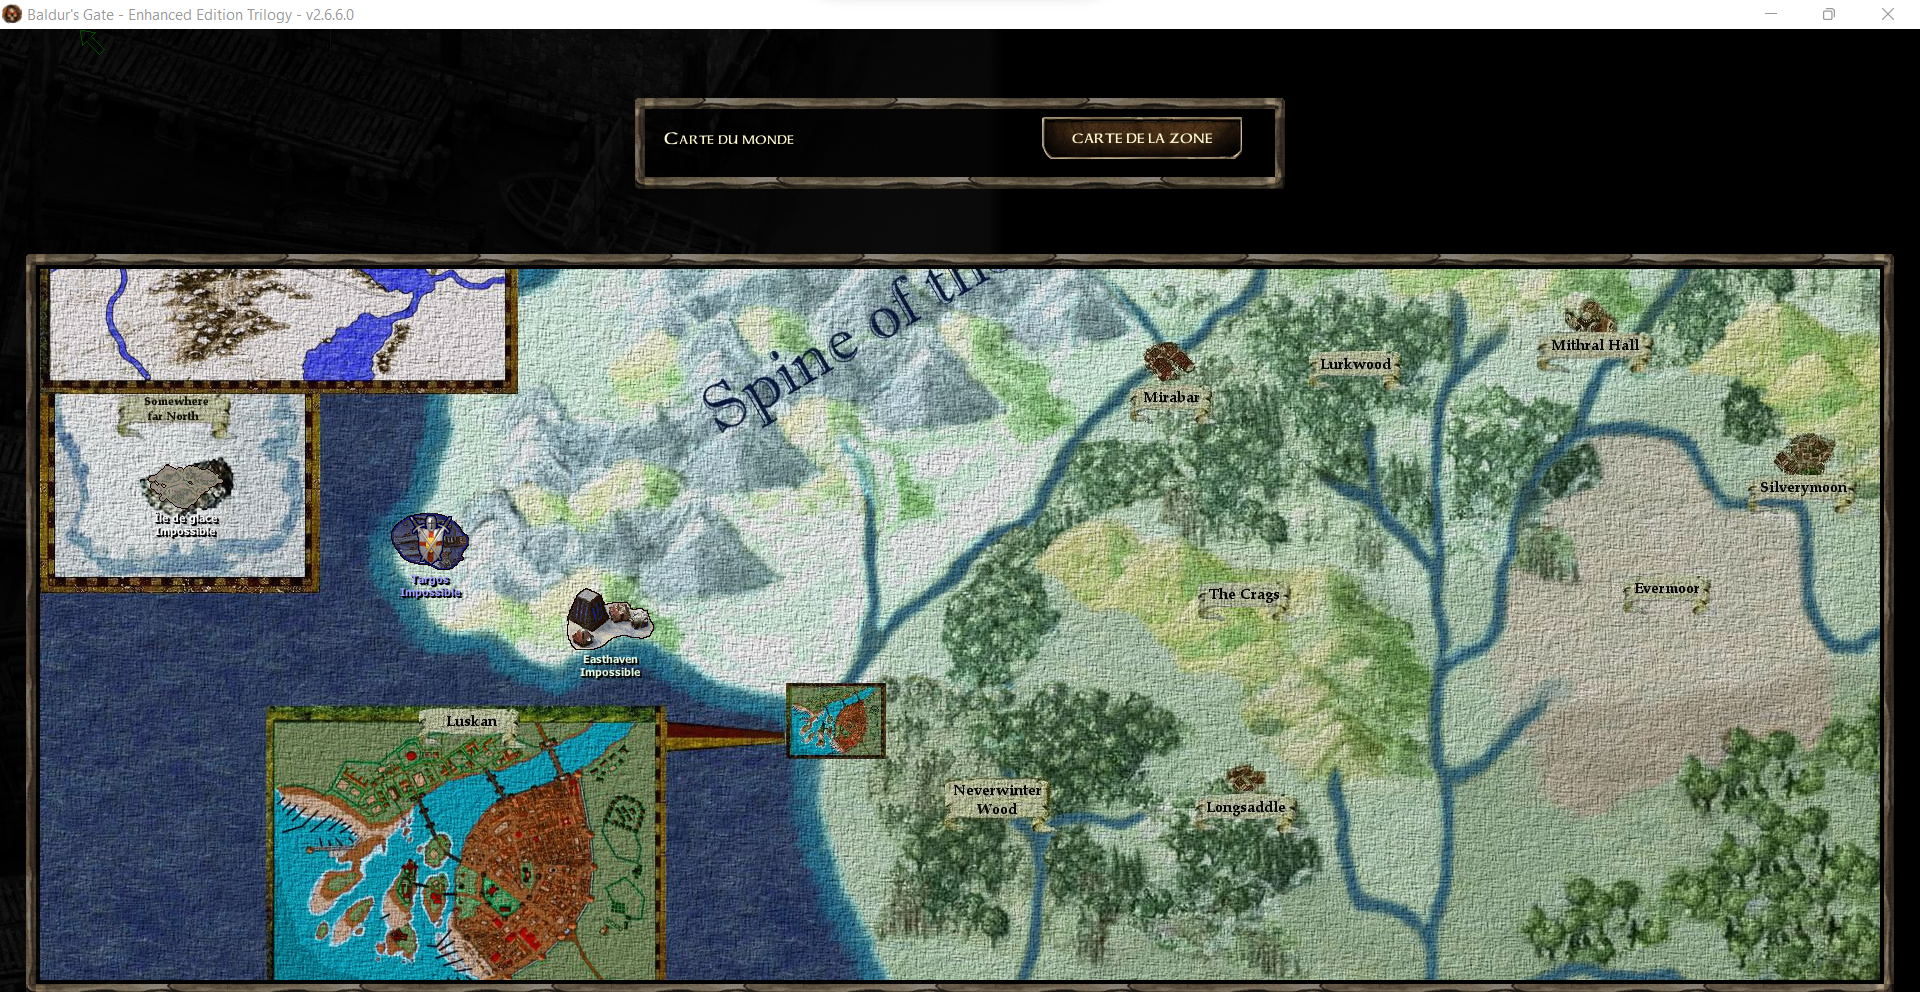 Baldur's Gate - Enhanced Edition Trilogy - v2.6.6.0
Carte du monde
CARTE DE LA ZONE
Spine of th
Mithral Hall
Lurkwood
Mirabar
Somewhere
far North
Silverymoon
Île de glace
Impossible
Targos
Impossible
Evermoor
The Crags
Easthaven
Impossible
Luskan
Neverwinter
Wood
Longsaddle